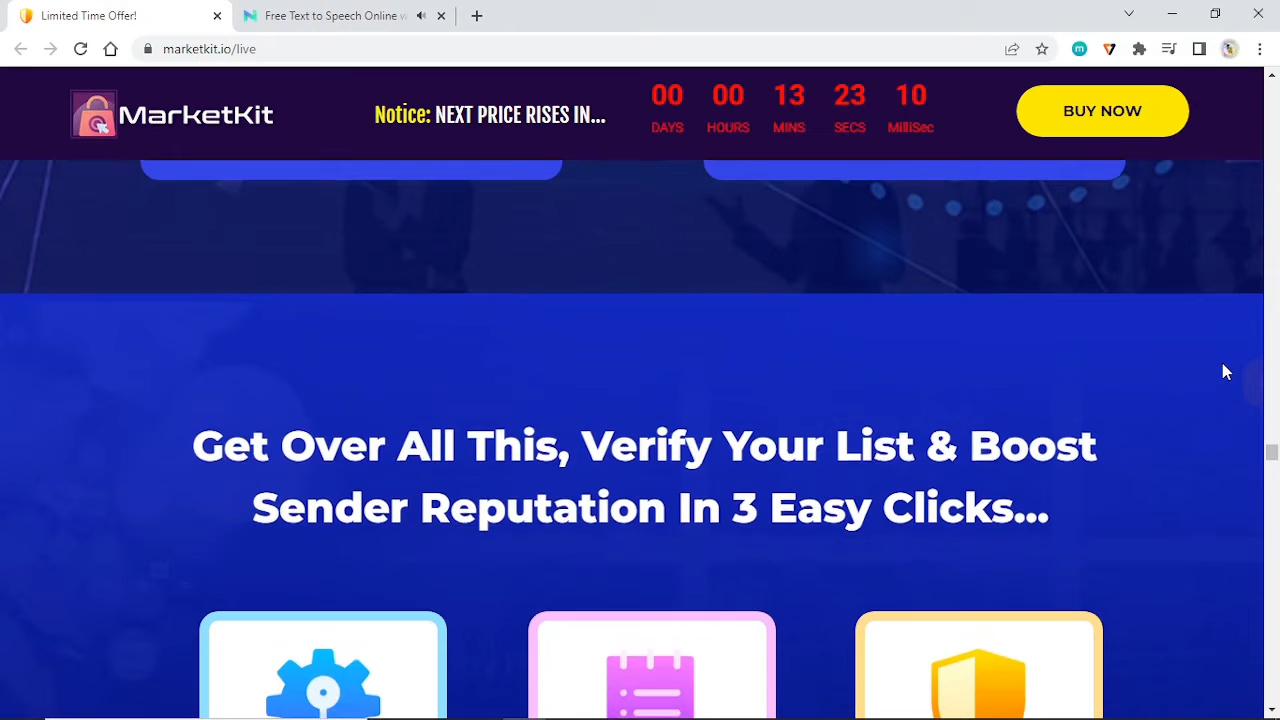 Limited Time Offer!
Free Text to Speech Online
marketkit.io/live
m
MarketKit
Notice: NEXT PRICE RISES IN...
00 00 13 23 10
DAYS HOURS MINS SECS MilliSec
BUY NOW
Get Over All This, Verify Your List & Boost
Sender Reputation In 3 Easy Clicks...